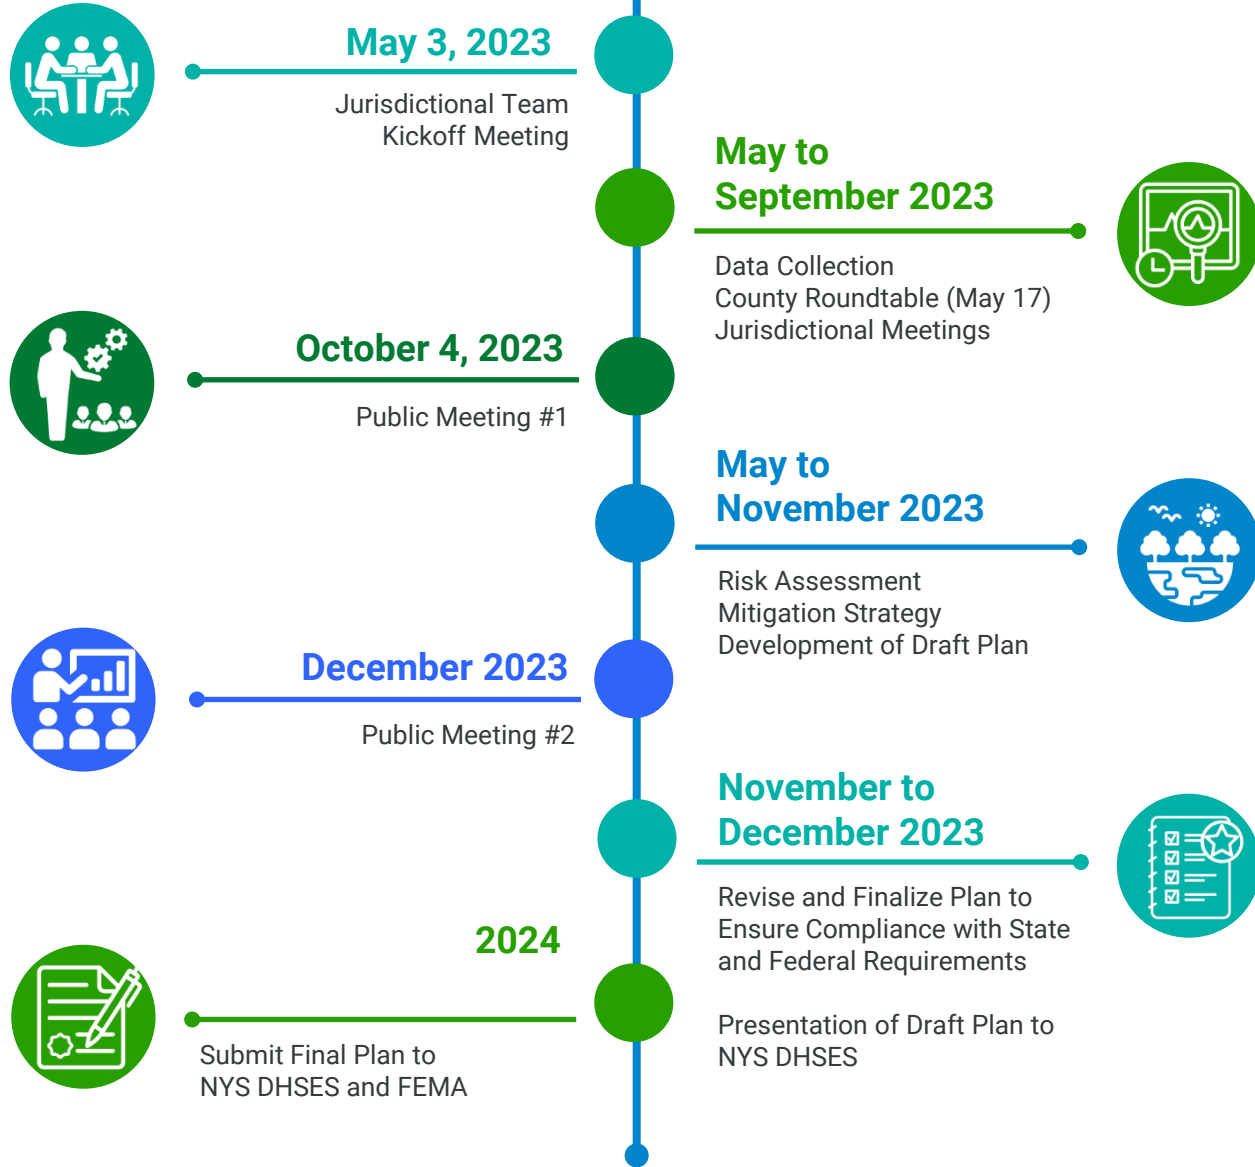 May 3, 2023
Jurisdictional Team
Kickoff Meeting
May to
September 2023
Data Collection
County Roundtable (May 17)
Jurisdictional Meetings
October 4, 2023
Public Meeting #1
May to
November 2023
Risk Assessment
Mitigation Strategy
Development of Draft Plan
December 2023
Public Meeting #2
November to
December 2023
Revise and Finalize Plan to
Ensure Compliance with State
and Federal Requirements
Presentation of Draft Plan to
NYS DHSES
2024
Submit Final Plan to
NYS DHSES and FEMA